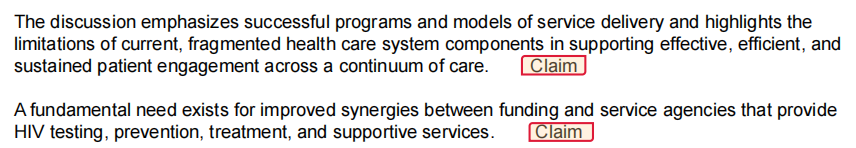 The discussion emphasizes successful programs and models of service delivery and highlights the
limitations of current, fragmented health care system components in supporting effective, efficient, and
sustained patient engagement across a continuum of care. Claim
A fundamental need exists for improved synergies between funding and service agencies that provide
HIV testing, prevention, treatment, and supportive services. Claim